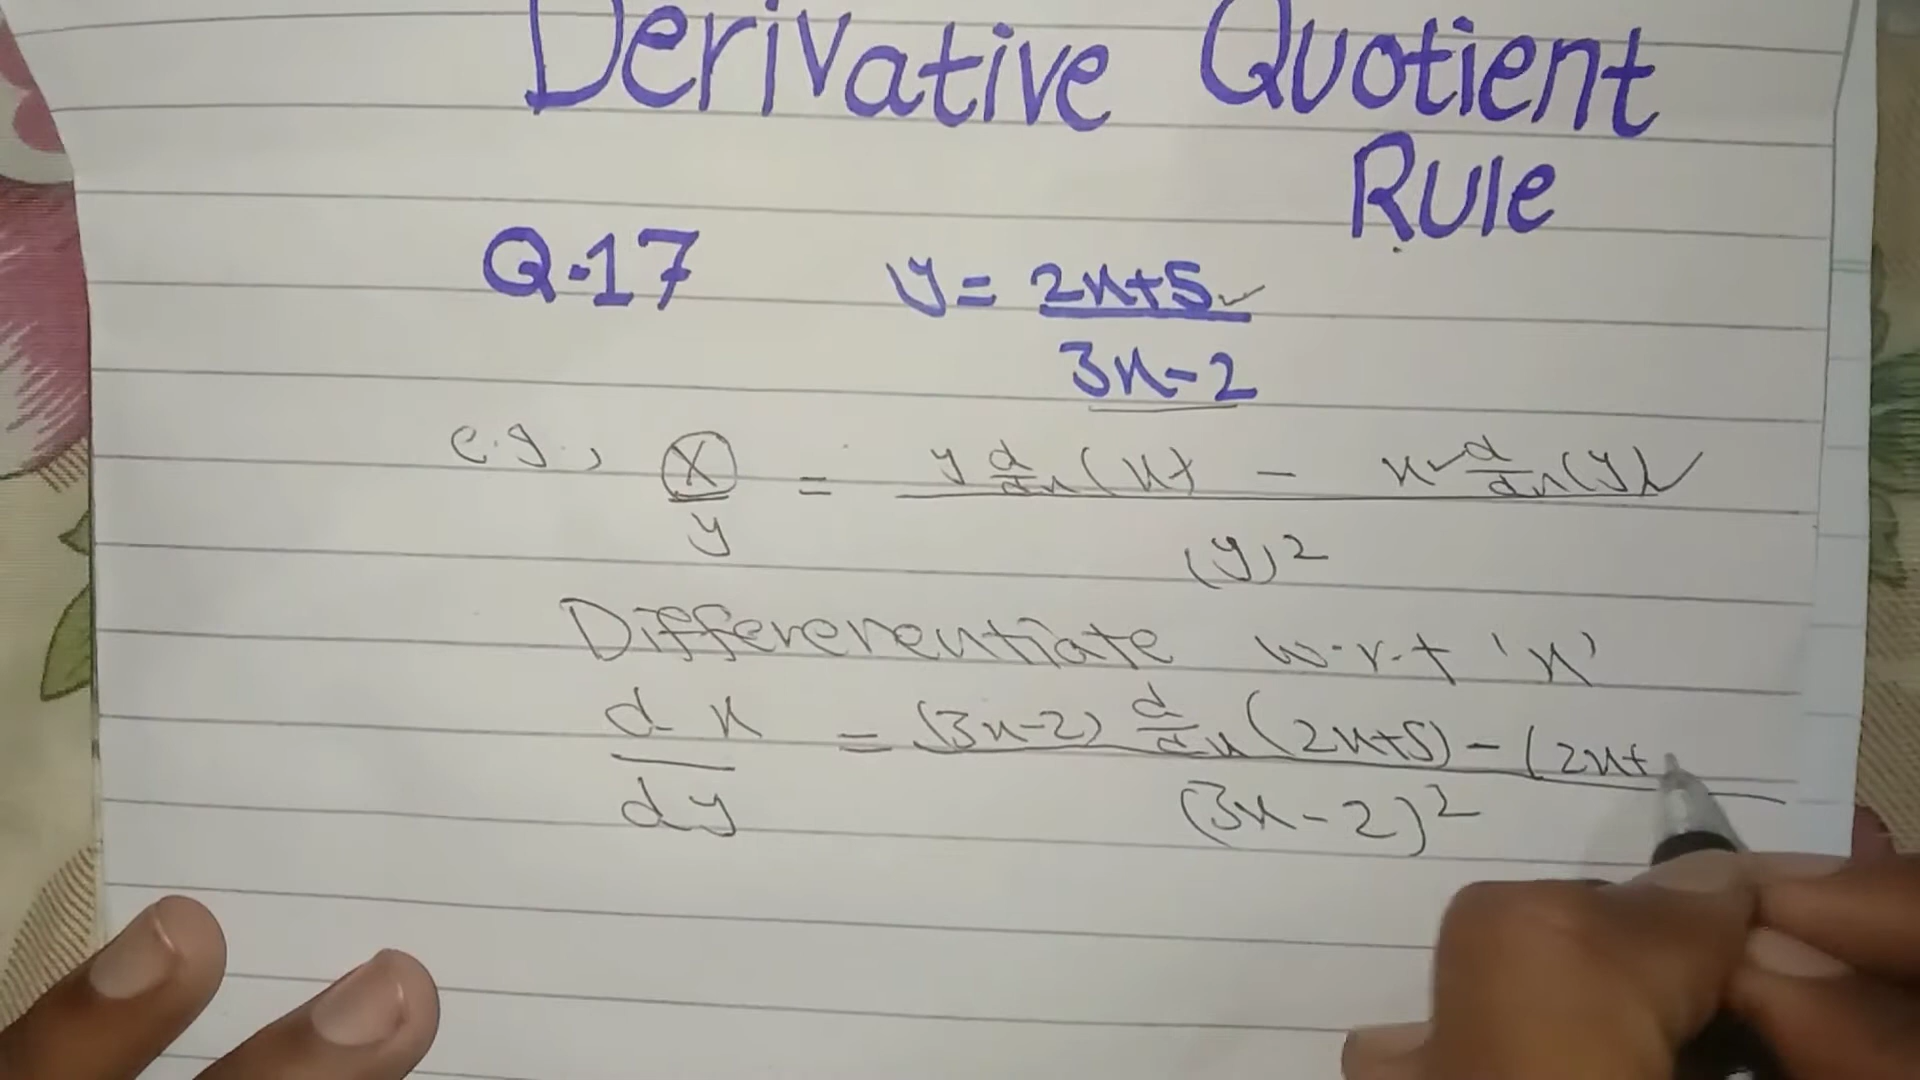 Derivative Quotient
Rule
Q.17 y = 2x+5 / 3x-2
e.g., x / y = y d/dx (x) - x d/dx (y) / (y)²
Differerentiate w.r.t 'x'
dx / dy = (3x-2) d/dx (2x+5) - (2x+ / (3x-2)²